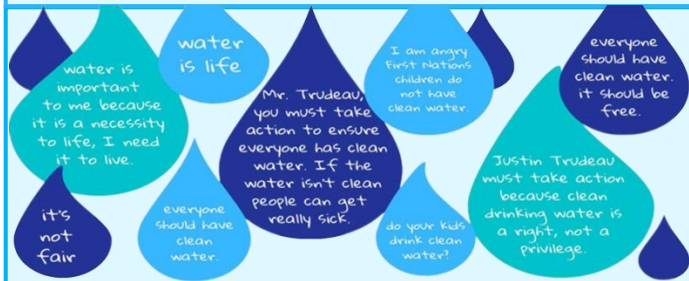 water is
important
to me because
it is a necessity
to life, I need
it to live.
water
is life
Mr. Trudeau,
you must take
action to ensure
everyone has clean
water. If the
water isn't clean
people can get
really sick.
I am angry
First Nations
children do
not have
clean water.
everyone
should have
clean water.
it should be
free.
it's
not
fair
everyone
should have
clean
water.
do your kids
drink clean
water?
Justin Trudeau
must take action
because clean
drinking water is
a right, not a
privilege.